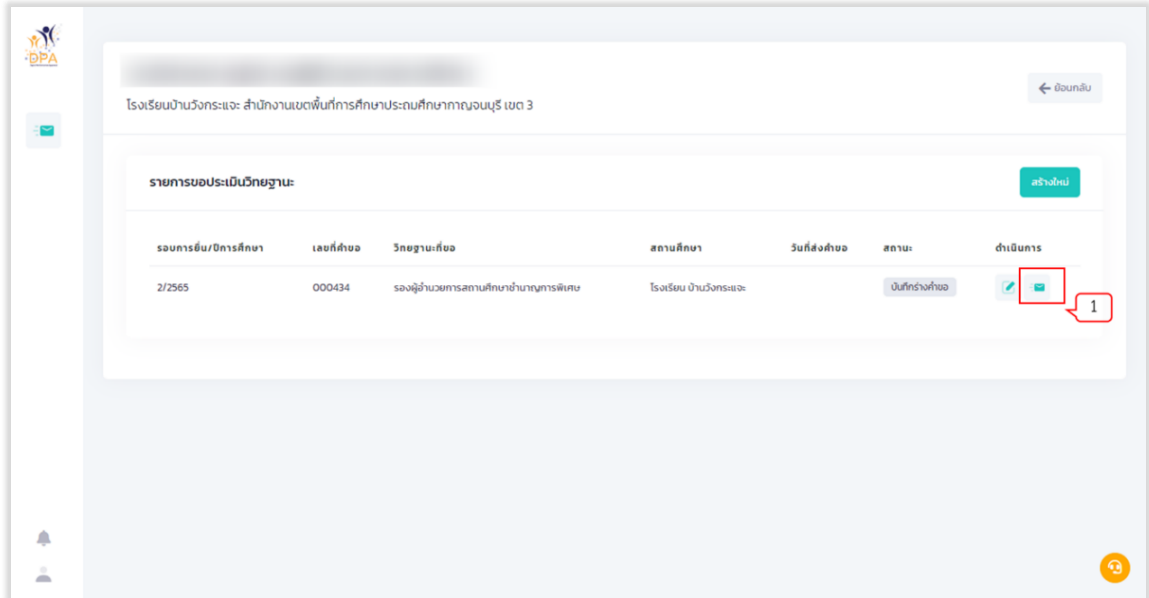 DPA
← ย้อนกลับ
โรงเรียนบ้านวังกระแจะ สำนักงานเขตพื้นที่การศึกษาประถมศึกษากาญจนบุรี เขต 3
รายการขอประเมินวิทยฐานะ
สร้างใหม่
รอบการยื่น/ปีการศึกษา เลขที่คำขอ วิทยฐานะที่ขอ สถานศึกษา วันที่ส่งคำขอ สถานะ ดำเนินการ
2/2565 000434 รองผู้อำนวยการสถานศึกษาชำนาญการพิเศษ โรงเรียน บ้านวังกระแจะ บันทึกร่างคำขอ
1